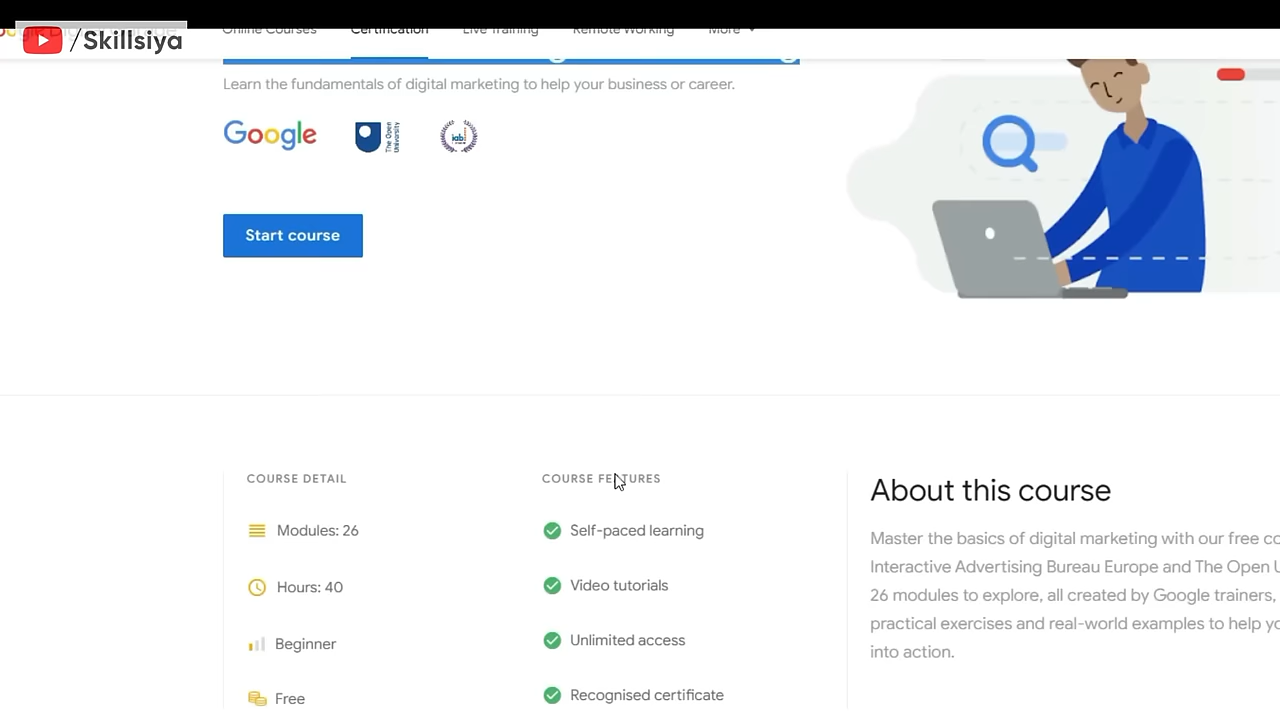 /Skillsiya
Online Courses Certification Live Training Remote Working More
Learn the fundamentals of digital marketing to help your business or career.
Google The Open University iab
Start course
COURSE DETAIL
Modules: 26
Hours: 40
Beginner
Free
COURSE FEATURES
Self-paced learning
Video tutorials
Unlimited access
Recognised certificate
About this course
Master the basics of digital marketing with our free co
Interactive Advertising Bureau Europe and The Open U
26 modules to explore, all created by Google trainers,
practical exercises and real-world examples to help yo
into action.